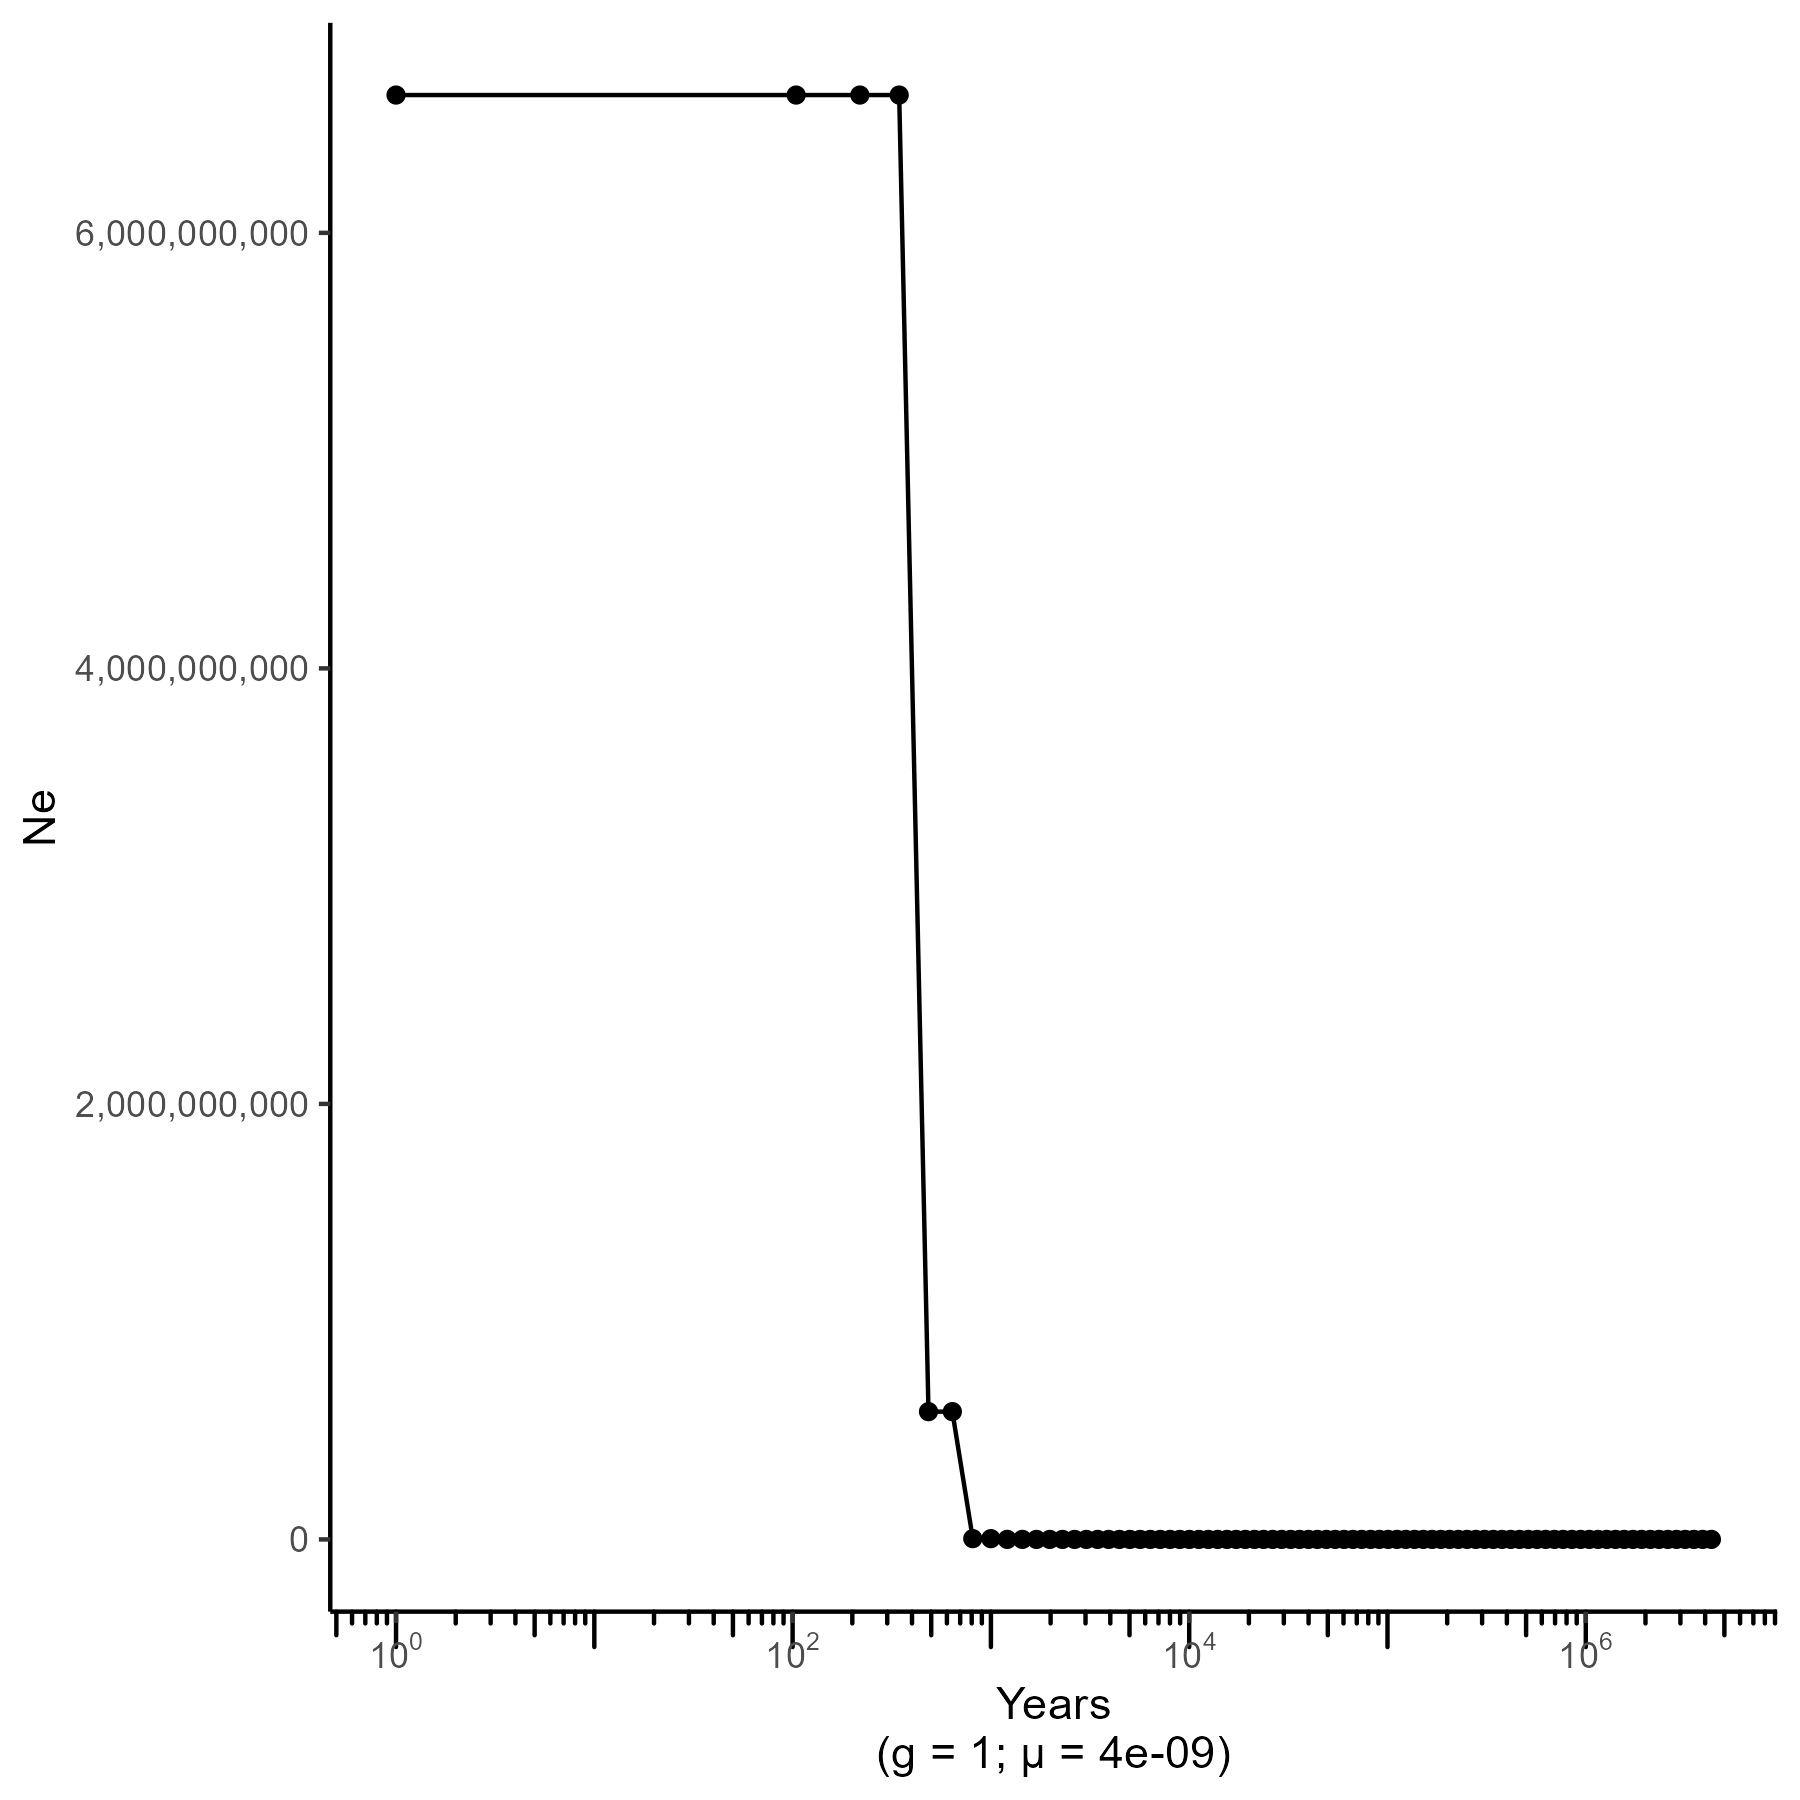 6,000,000,000
4,000,000,000
2,000,000,000
0
Ne
10⁰ 10² 10⁴ 10⁶
Years
(g = 1; μ = 4e-09)